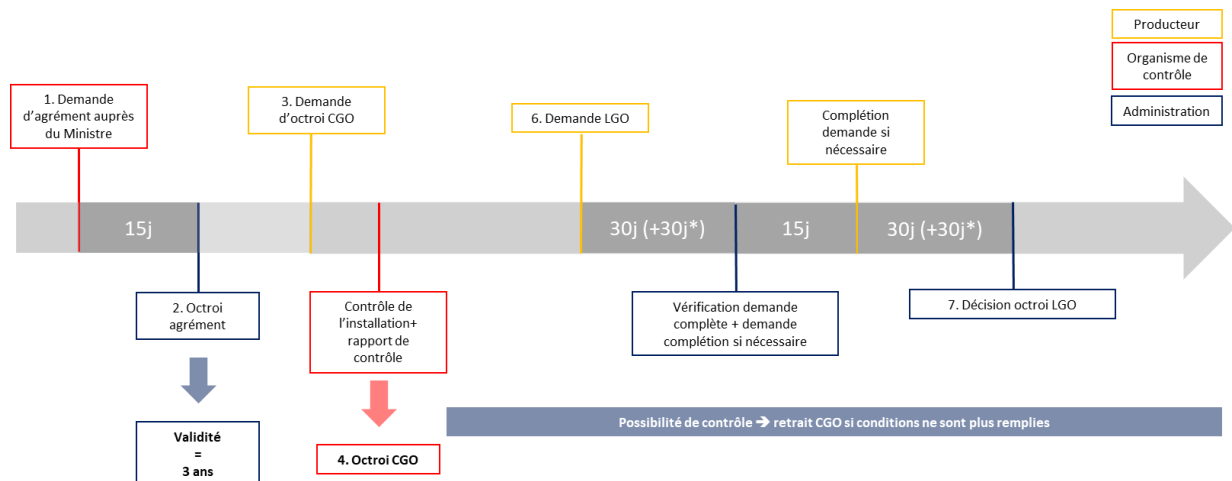 Producteur
Organisme de
contrôle
Administration
1. Demande
d'agrément auprès
du Ministre
3. Demande
d'octroi CGO
6. Demande LGO
Complétion
demande si
nécessaire
15j
30j (+30j*)
15j
30j (+30j*)
2. Octroi
agrément
Contrôle de
l'installation+
rapport de
contrôle
Vérification demande
complète + demande
complétion si nécessaire
7. Décision octroi LGO
Possibilité de contrôle ➔ retrait CGO si conditions ne sont plus remplies
Validité
=
3 ans
4. Octroi CGO